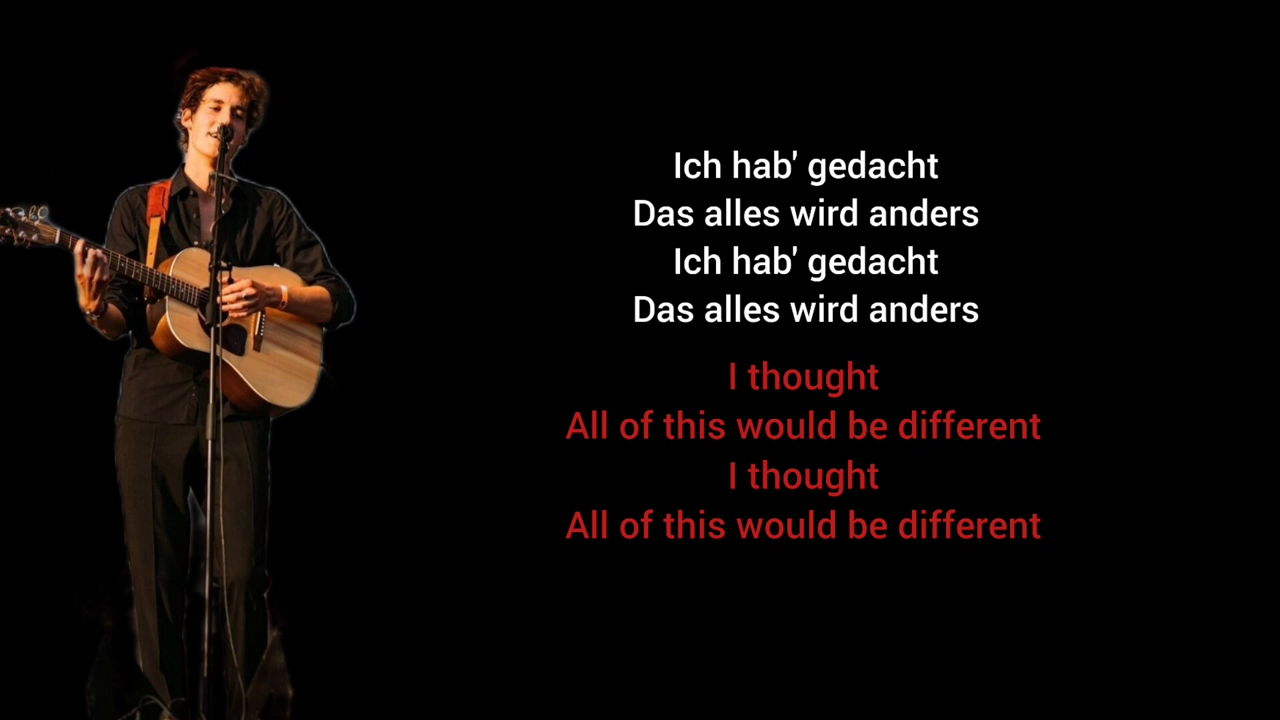 Ich hab' gedacht
Das alles wird anders
Ich hab' gedacht
Das alles wird anders
I thought
All of this would be different
I thought
All of this would be different